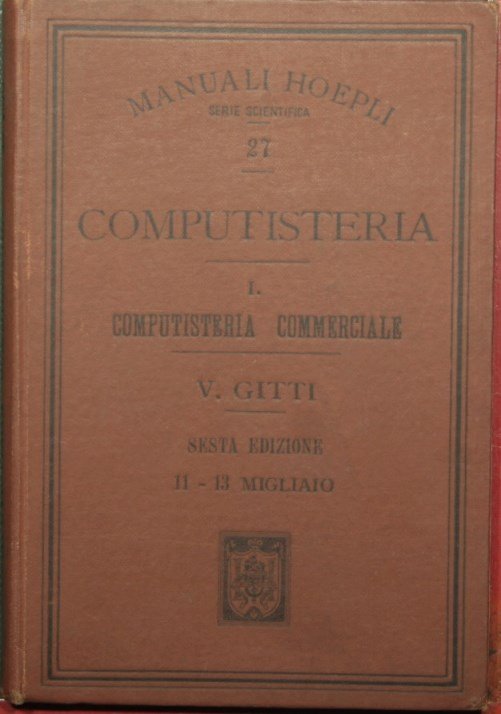 MANUALI HOEPLI
SERIE SCIENTIFICA
27
COMPUTISTERIA
I.
COMPUTISTERIA COMMERCIALE
V. GITTI
SESTA EDIZIONE
11 - 13 MIGLIAIO